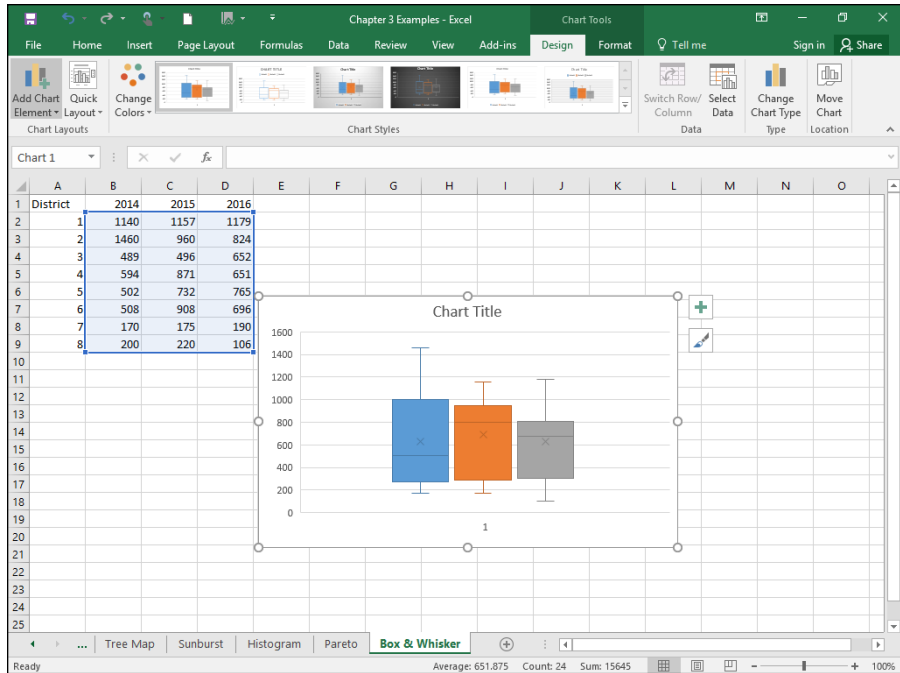 Chapter 3 Examples - Excel Chart Tools
File Home Insert Page Layout Formulas Data Review View Add-ins Design Format Tell me Sign in Share
Add Chart Element Quick Layout Change Colors Switch Row/ Column Select Data Change Chart Type Move Chart
Chart Layouts Chart Styles Data Type Location
Chart 1 fx
A B C D E F G H I J K L M N O
1 District 2014 2015 2016
2 1 1140 1157 1179
3 2 1460 960 824
4 3 489 496 652
5 4 594 871 651
6 5 502 732 765
7 6 508 908 696
8 7 170 175 190
9 8 200 220 106
10
11
12
13
14
15
16
17
18
19
20
21
22
23
24
25
Chart Title
1600
1400
1200
1000
800
600
400
200
0
1
... Tree Map Sunburst Histogram Pareto Box & Whisker
Ready Average: 651.875 Count: 24 Sum: 15645 100%